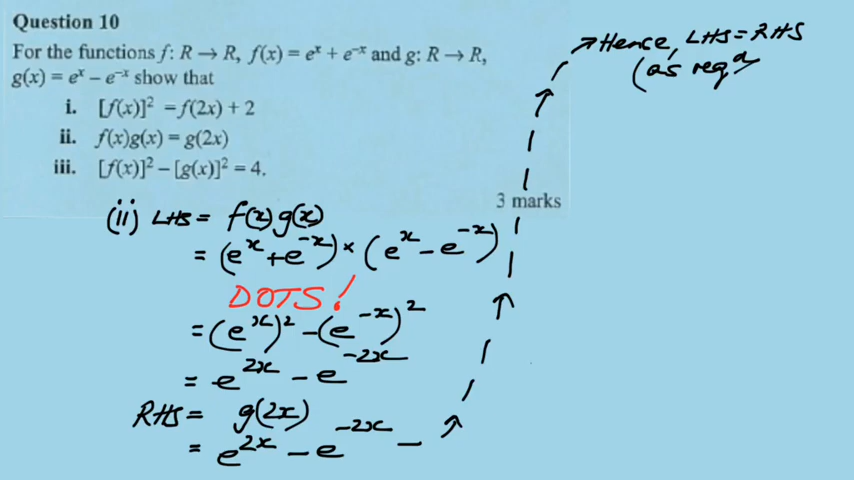 Question 10
For the functions f: R → R, f(x) = eˣ + e⁻ˣ and g: R → R,
g(x) = eˣ − e⁻ˣ show that
i. [f(x)]² = f(2x) + 2
ii. f(x)g(x) = g(2x)
iii. [f(x)]² − [g(x)]² = 4.
3 marks
(ii) LHS = f(x)g(x)
= (eˣ + e⁻ˣ) × (eˣ − e⁻ˣ)
DOTS!
= (eˣ)² − (e⁻ˣ)²
= e²ˣ − e⁻²ˣ
RHS = g(2x)
= e²ˣ − e⁻²ˣ
Hence, LHS = RHS
(as reqᵈ)